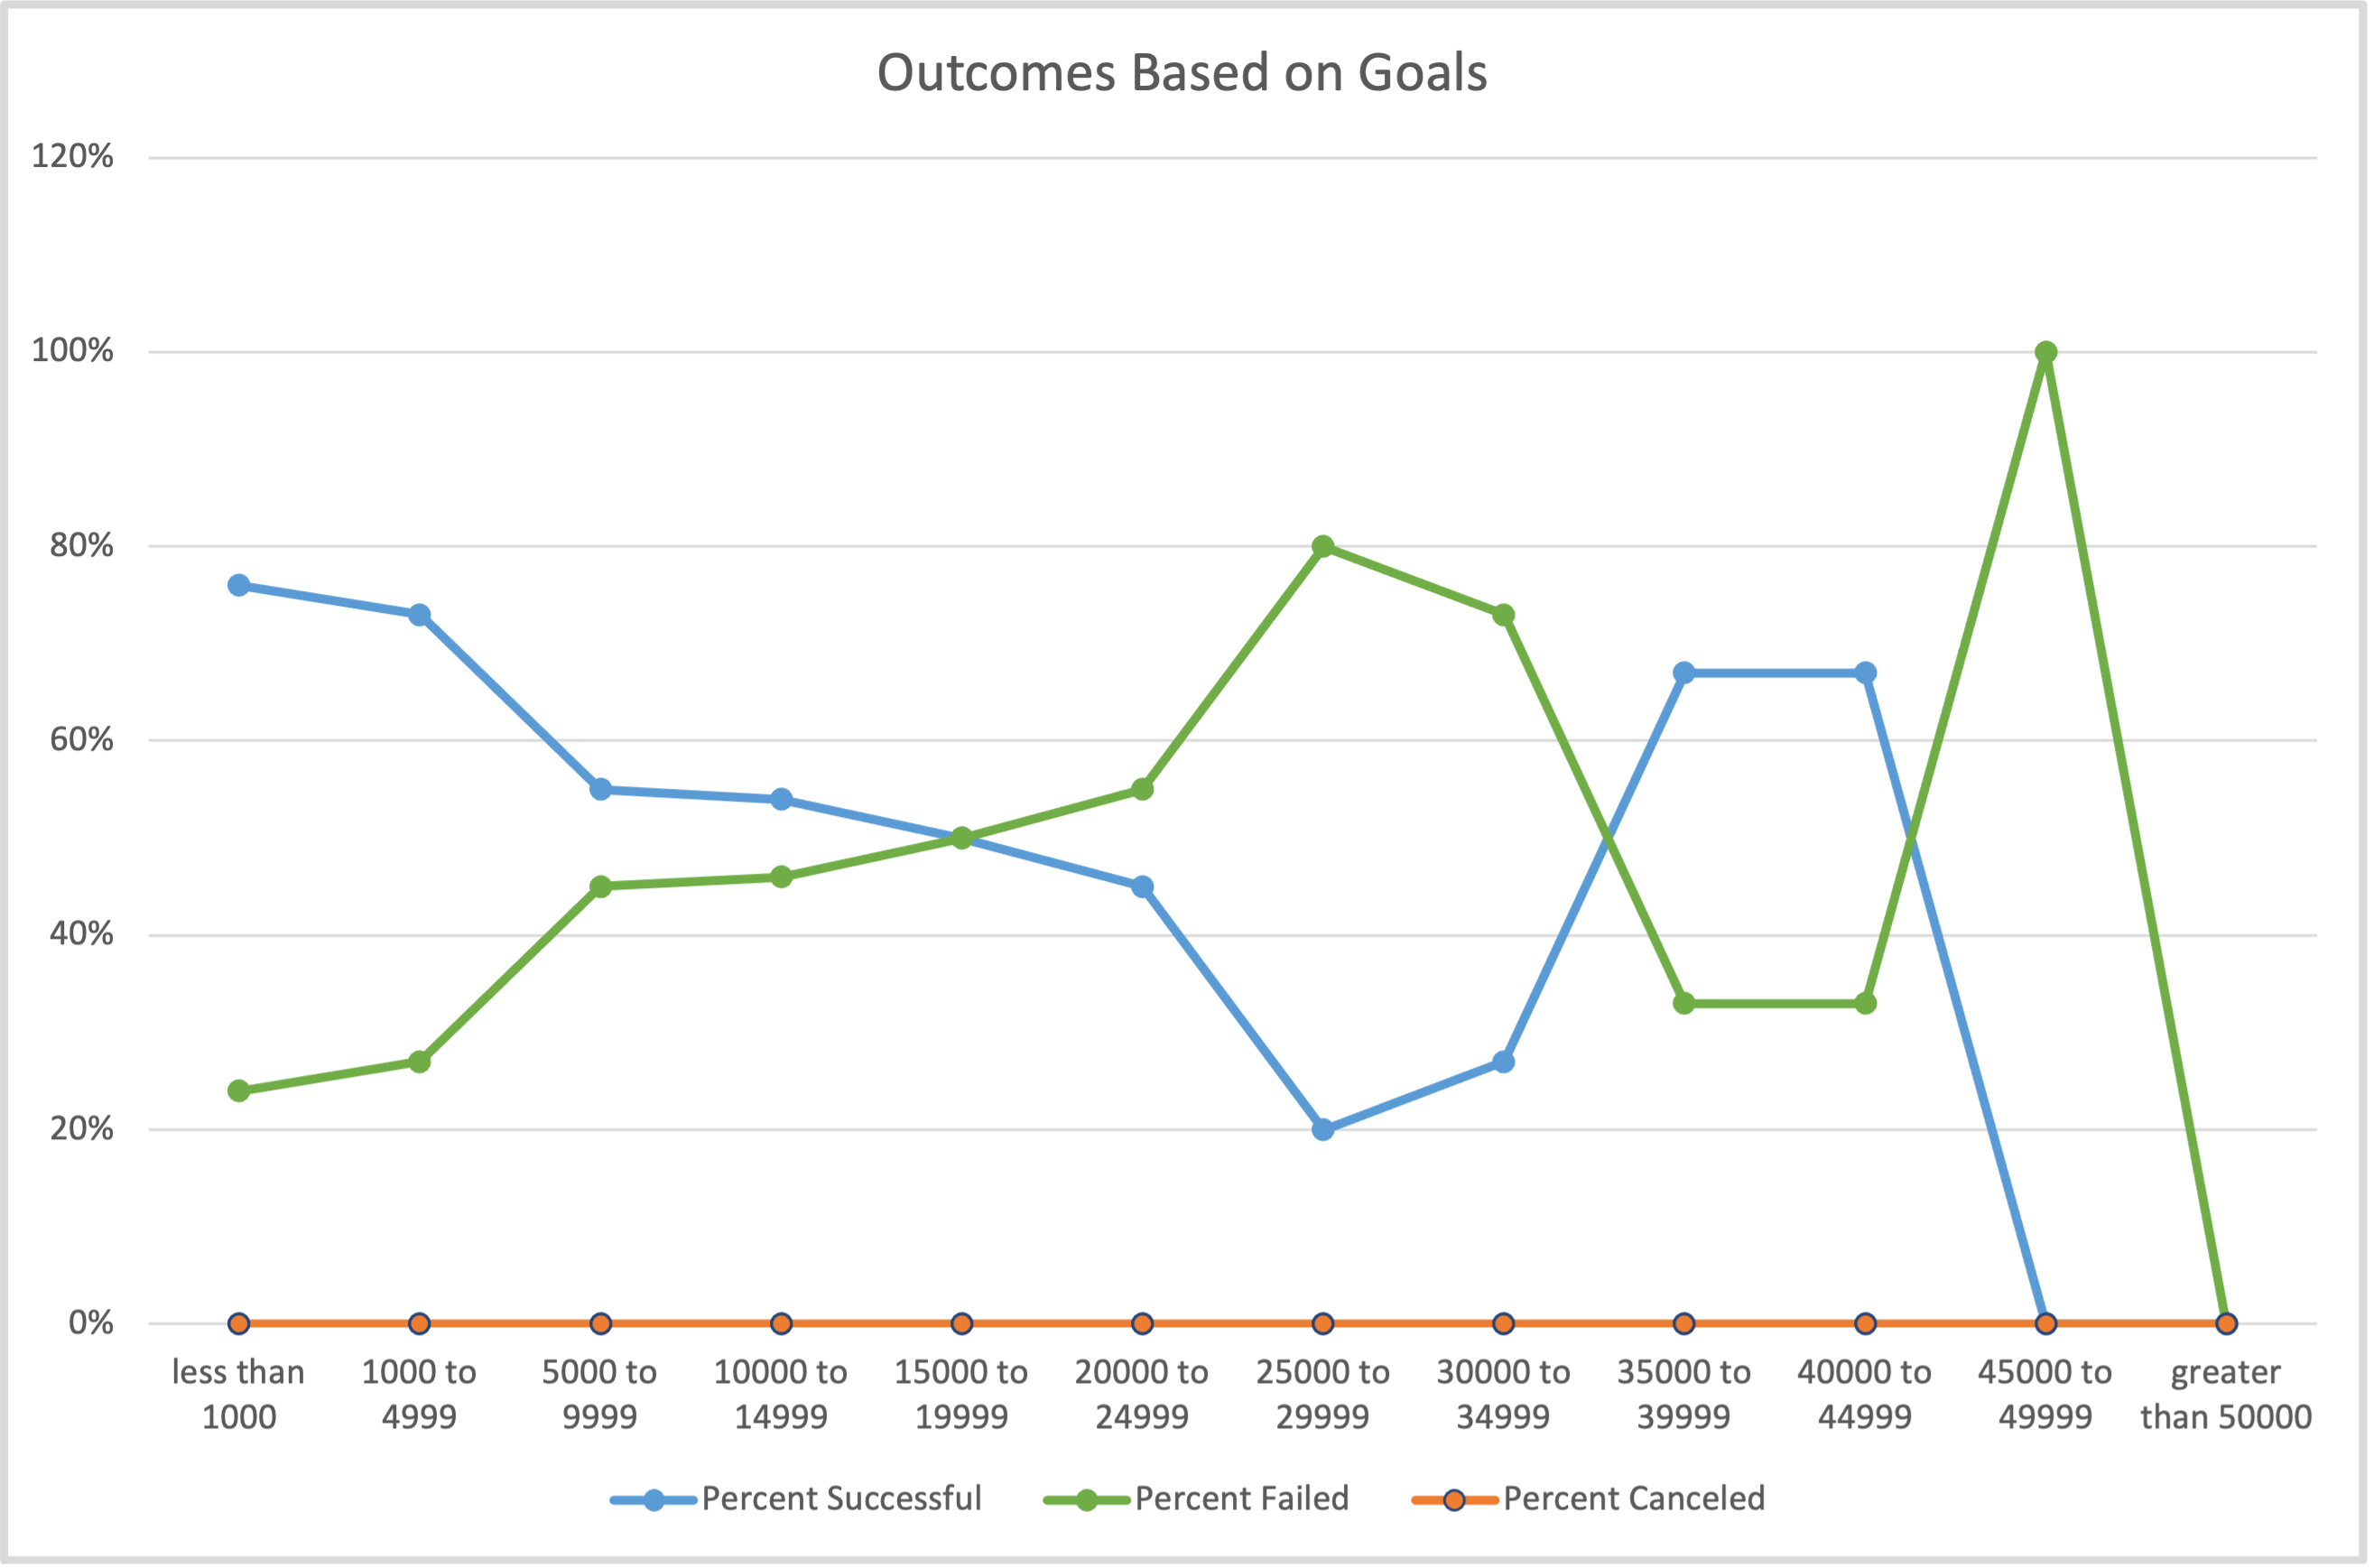 Outcomes Based on Goals
120%
100%
80%
60%
40%
20%
0%
less than 1000
1000 to 4999
5000 to 9999
10000 to 14999
15000 to 19999
20000 to 24999
25000 to 29999
30000 to 34999
35000 to 39999
40000 to 44999
45000 to 49999
greater than 50000
Percent Successful
Percent Failed
Percent Canceled